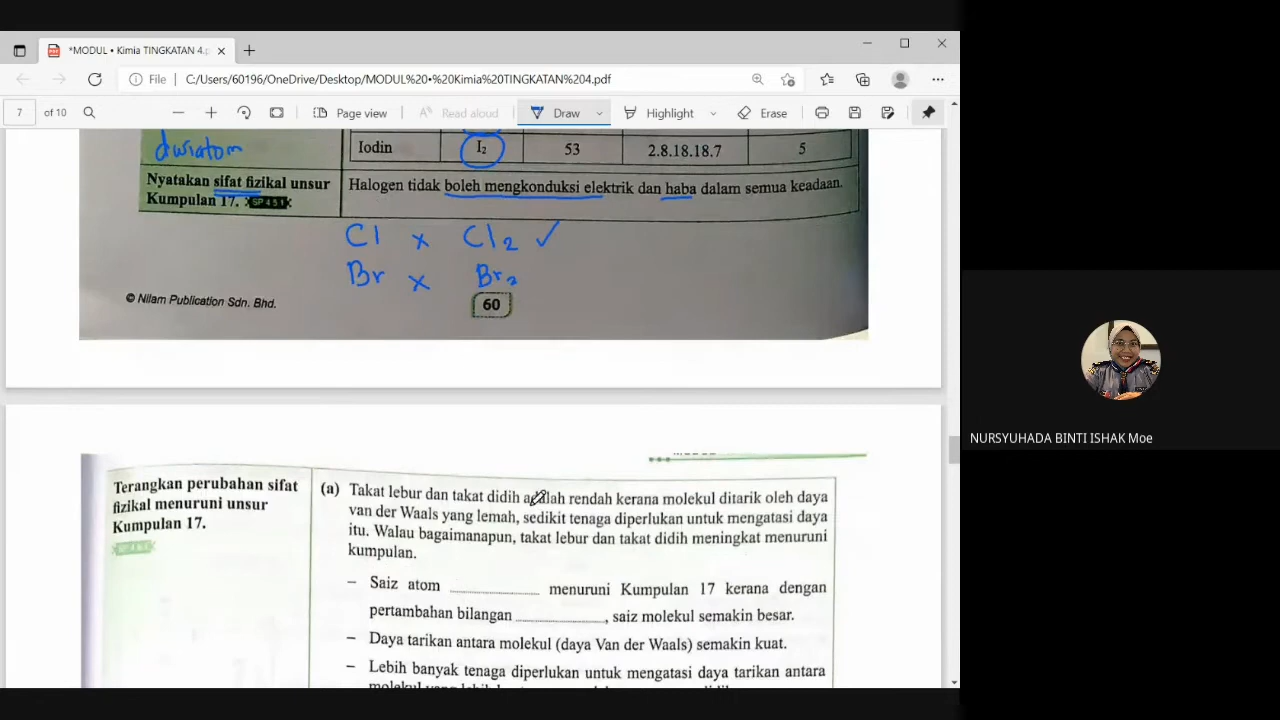 *MODUL • Kimia TINGKATAN 4.p
File C:/Users/60196/OneDrive/Desktop/MODUL%20•%20Kimia%20TINGKATAN%204.pdf
7 of 10 Page view Read aloud Draw Highlight Erase
dwiatom
Iodin I₂ 53 2.8.18.18.7 5
Nyatakan sifat fizikal unsur
Kumpulan 17. SP 4.5.1
Halogen tidak boleh mengkonduksi elektrik dan haba dalam semua keadaan.
Cl x Cl₂ ✓
Br x Br₂
© Nilam Publication Sdn. Bhd.
60
Terangkan perubahan sifat
fizikal menuruni unsur
Kumpulan 17.
(a) Takat lebur dan takat didih adalah rendah kerana molekul ditarik oleh daya
van der Waals yang lemah, sedikit tenaga diperlukan untuk mengatasi daya
itu. Walau bagaimanapun, takat lebur dan takat didih meningkat menuruni
kumpulan.
– Saiz atom .................... menuruni Kumpulan 17 kerana dengan
pertambahan bilangan ...................., saiz molekul semakin besar.
– Daya tarikan antara molekul (daya Van der Waals) semakin kuat.
– Lebih banyak tenaga diperlukan untuk mengatasi daya tarikan antara
NURSYUHADA BINTI ISHAK Moe